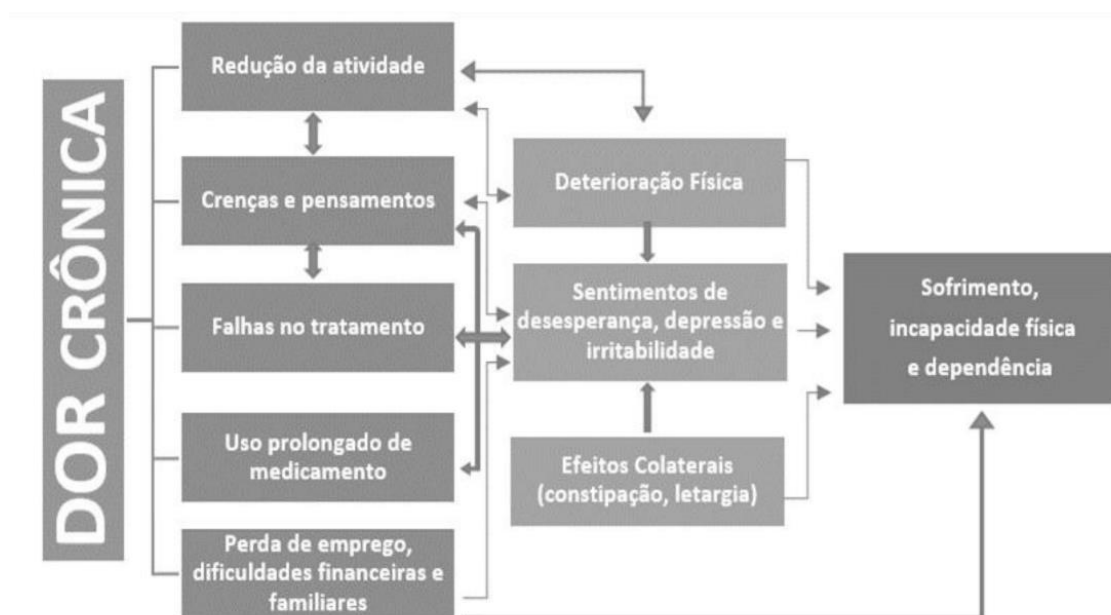 DOR CRÔNICA
Redução da atividade
Crenças e pensamentos
Falhas no tratamento
Uso prolongado de
medicamento
Perda de emprego,
dificuldades financeiras e
familiares
Deterioração Física
Sentimentos de
desesperança, depressão e
irritabilidade
Efeitos Colaterais
(constipação, letargia)
Sofrimento,
incapacidade física
e dependência